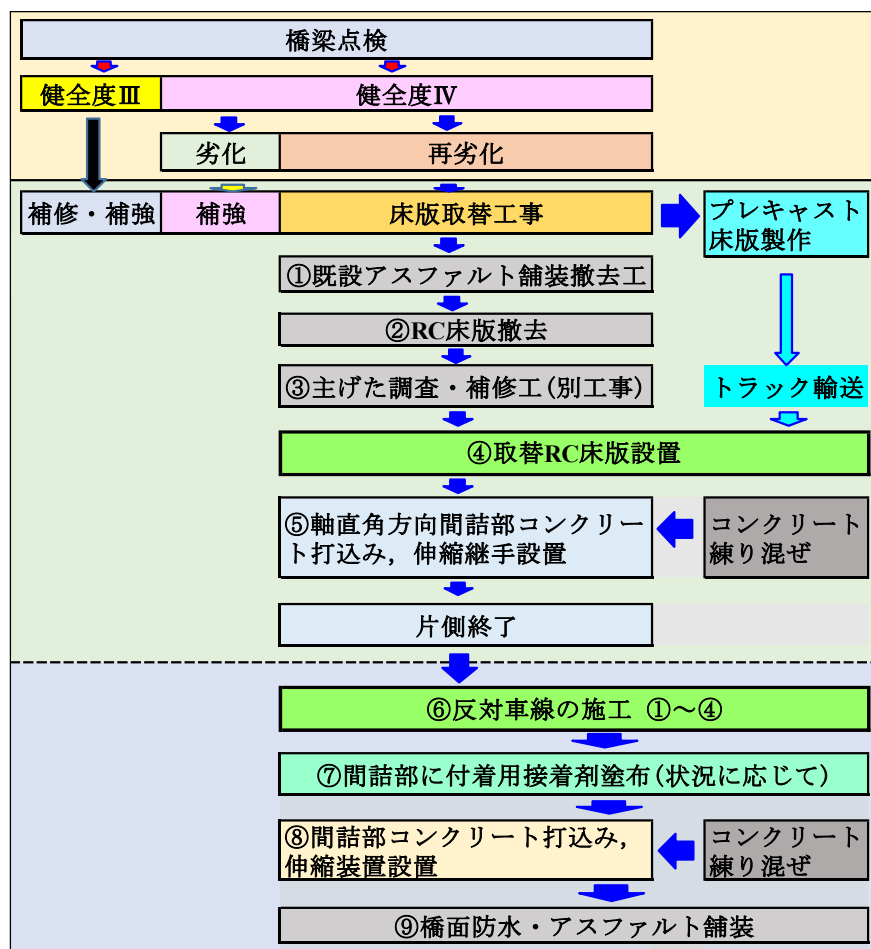 橋梁点検
健全度Ⅲ
健全度Ⅳ
劣化
再劣化
補修・補強
補強
床版取替工事
プレキャスト
床版製作
①既設アスファルト舗装撤去工
②RC床版撤去
③主げた調査・補修工(別工事)
トラック輸送
④取替RC床版設置
⑤軸直角方向間詰部コンクリー
ト打込み，伸縮継手設置
コンクリート
練り混ぜ
片側終了
⑥反対車線の施工 ①～④
⑦間詰部に付着用接着剤塗布(状況に応じて)
⑧間詰部コンクリート打込み，
伸縮装置設置
コンクリート
練り混ぜ
⑨橋面防水・アスファルト舗装